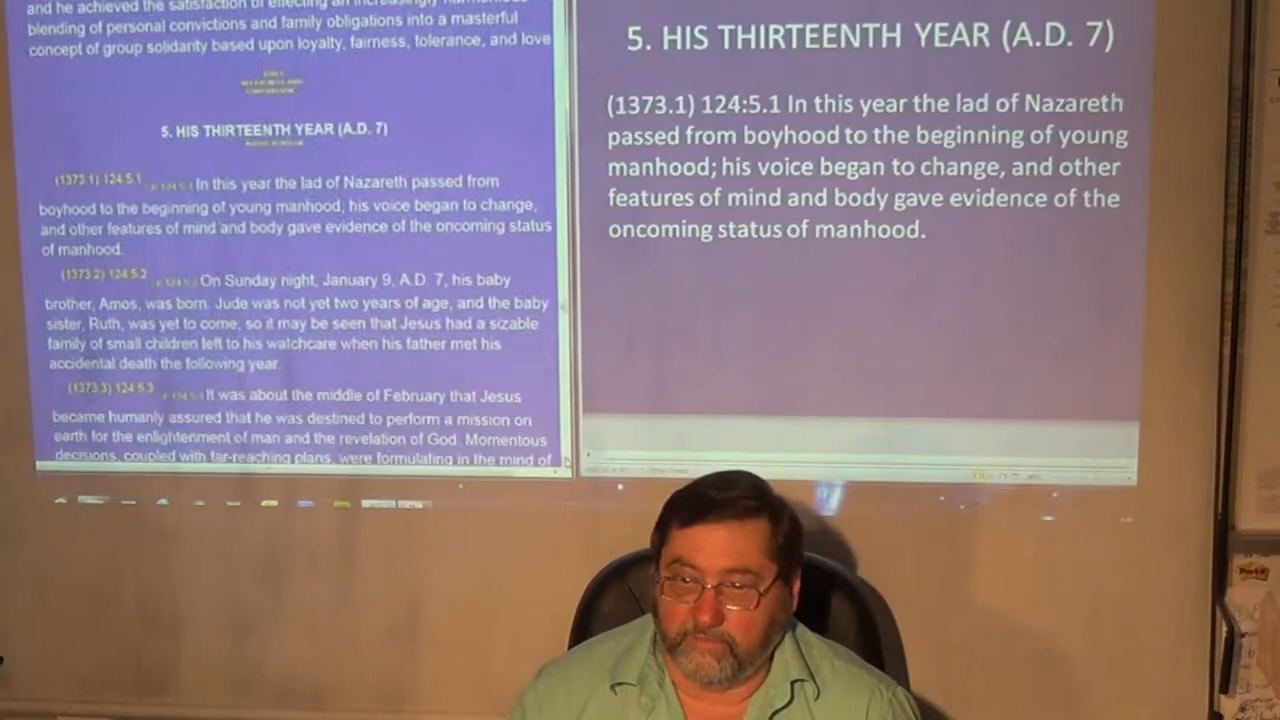 and he achieved the satisfaction of effecting an increasingly harmonious
blending of personal convictions and family obligations into a masterful
concept of group solidarity based upon loyalty, fairness, tolerance, and love
5. HIS THIRTEENTH YEAR (A.D. 7)
(1373.1) 124:5.1 In this year the lad of Nazareth passed from
boyhood to the beginning of young manhood; his voice began to change,
and other features of mind and body gave evidence of the oncoming status
of manhood.
(1373.2) 124:5.2 On Sunday night, January 9, A.D. 7, his baby
brother, Amos, was born. Jude was not yet two years of age, and the baby
sister, Ruth, was yet to come, so it may be seen that Jesus had a sizable
family of small children left to his watchcare when his father met his
accidental death the following year.
(1373.3) 124:5.3 It was about the middle of February that Jesus
became humanly assured that he was destined to perform a mission on
earth for the enlightenment of man and the revelation of God. Momentous
decisions, coupled with far-reaching plans, were formulating in the mind of
5. HIS THIRTEENTH YEAR (A.D. 7)
(1373.1) 124:5.1 In this year the lad of Nazareth
passed from boyhood to the beginning of young
manhood; his voice began to change, and other
features of mind and body gave evidence of the
oncoming status of manhood.
Post-it